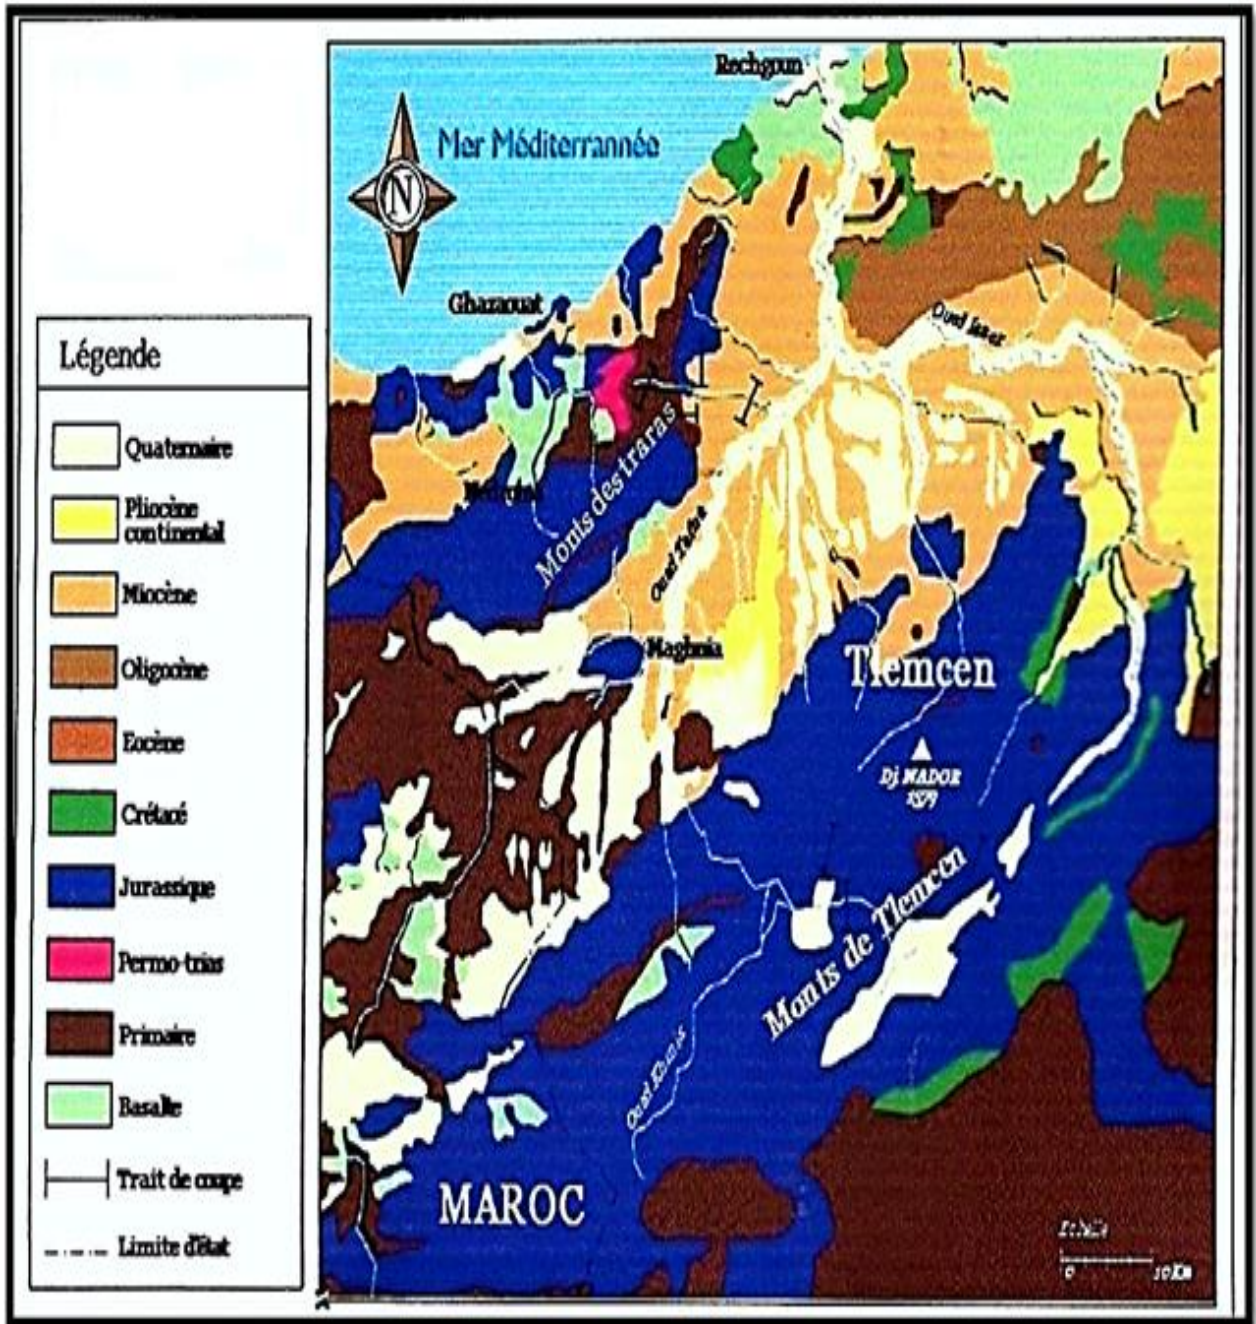 Légende
Quaternaire
Pliocène
continental
Miocène
Oligocène
Eocène
Crétacé
Jurassique
Permo-trias
Primaire
Basalte
Trait de coupe
Limite d'état
Rechgoun
Mer Méditerrannée
N
Ghazaouat
Oued Isser
Monts des traras
Oued Tafna
Maghnia
Tlemcen
Dj. NADOR
1579
Monts de Tlemcen
Oued
MAROC
Echelle
0 10 Km